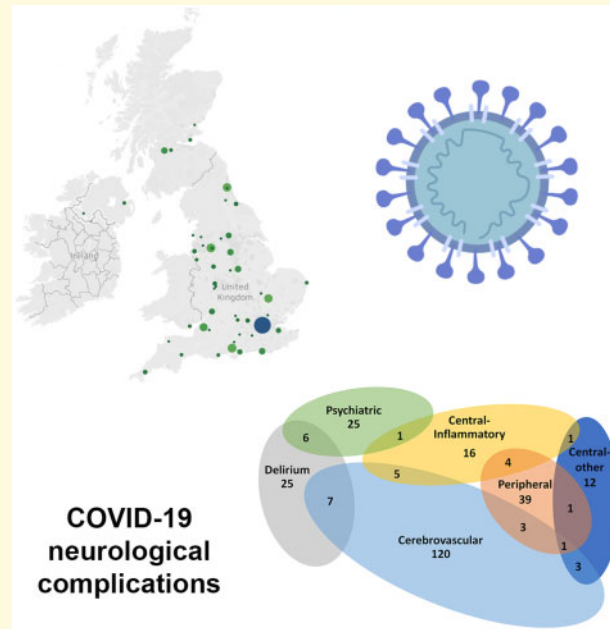 Ireland
United
Kingdom
Psychiatric
25
6
1
Central-
Inflammatory
16
1
Central-
other
12
Delirium
25
5
4
Peripheral
39
7
1
3
Cerebrovascular
120
1
3
COVID-19
neurological
complications